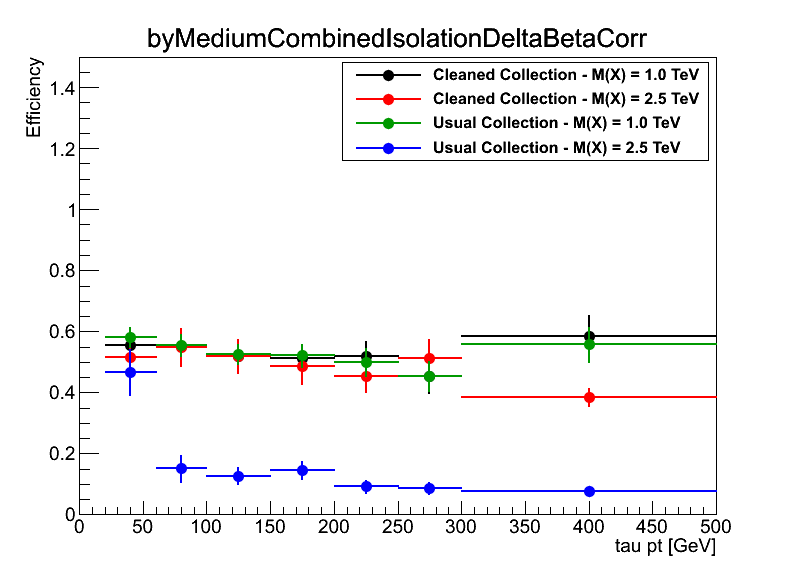 byMediumCombinedIsolationDeltaBetaCorr
Efficiency
Cleaned Collection - M(X) = 1.0 TeV
Cleaned Collection - M(X) = 2.5 TeV
Usual Collection - M(X) = 1.0 TeV
Usual Collection - M(X) = 2.5 TeV
1.4
1.2
1
0.8
0.6
0.4
0.2
0
0 50 100 150 200 250 300 350 400 450 500
tau pt [GeV]